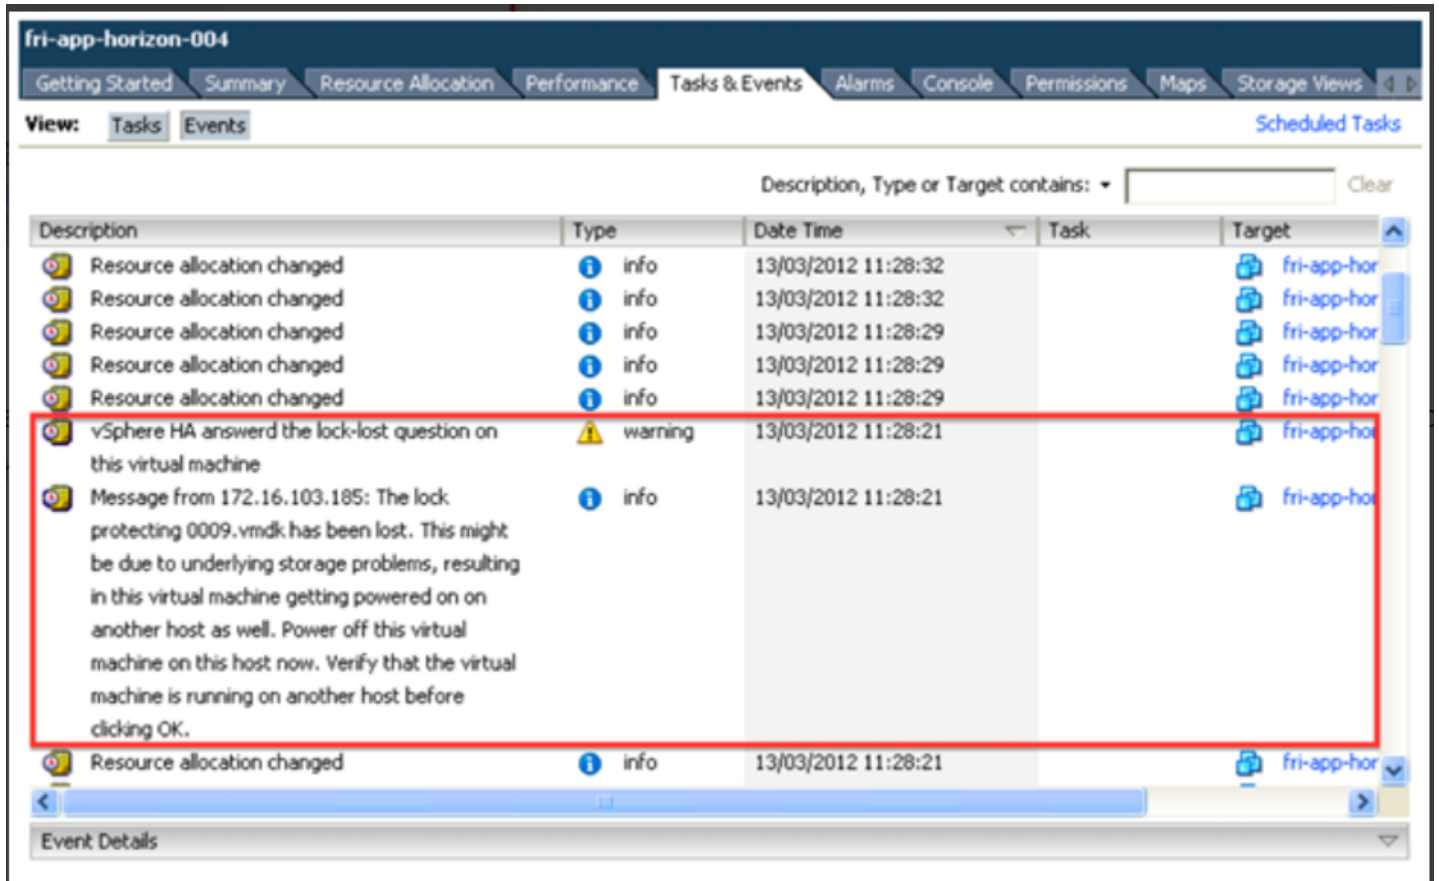 fri-app-horizon-004
Getting Started Summary Resource Allocation Performance Tasks & Events Alarms Console Permissions Maps Storage Views
View: Tasks Events Scheduled Tasks
Description, Type or Target contains: Clear
Description Type Date Time Task Target
Resource allocation changed info 13/03/2012 11:28:32 fri-app-hor
Resource allocation changed info 13/03/2012 11:28:32 fri-app-hor
Resource allocation changed info 13/03/2012 11:28:29 fri-app-hor
Resource allocation changed info 13/03/2012 11:28:29 fri-app-hor
Resource allocation changed info 13/03/2012 11:28:29 fri-app-hor
vSphere HA answerd the lock-lost question on warning 13/03/2012 11:28:21 fri-app-hor
this virtual machine
Message from 172.16.103.185: The lock info 13/03/2012 11:28:21 fri-app-hor
protecting 0009.vmdk has been lost. This might
be due to underlying storage problems, resulting
in this virtual machine getting powered on on
another host as well. Power off this virtual
machine on this host now. Verify that the virtual
machine is running on another host before
clicking OK.
Resource allocation changed info 13/03/2012 11:28:21 fri-app-hor
Event Details